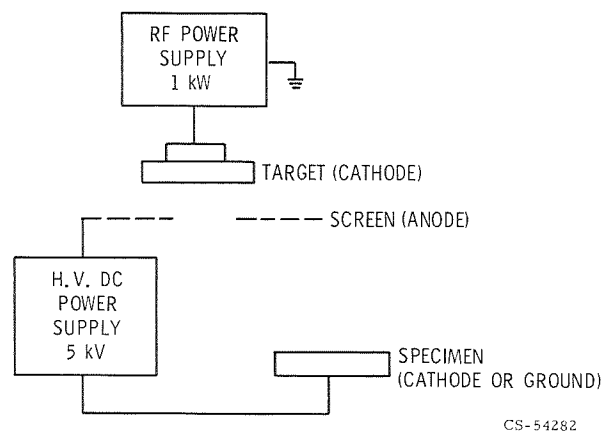 RF POWER
SUPPLY
1 kW
TARGET (CATHODE)
SCREEN (ANODE)
H.V. DC
POWER
SUPPLY
5 kV
SPECIMEN
(CATHODE OR GROUND)
CS-54282